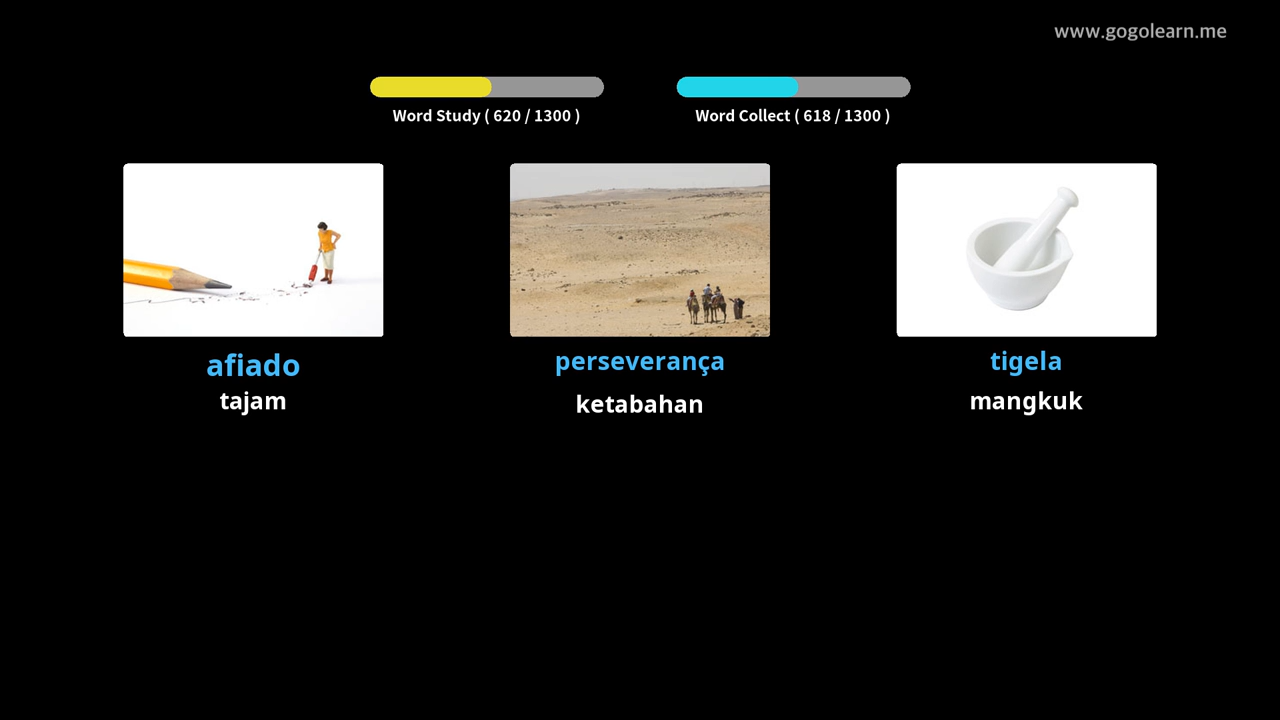 www.gogolearn.me
Word Study ( 620 / 1300 )
Word Collect ( 618 / 1300 )
afiado
tajam
perseverança
ketabahan
tigela
mangkuk